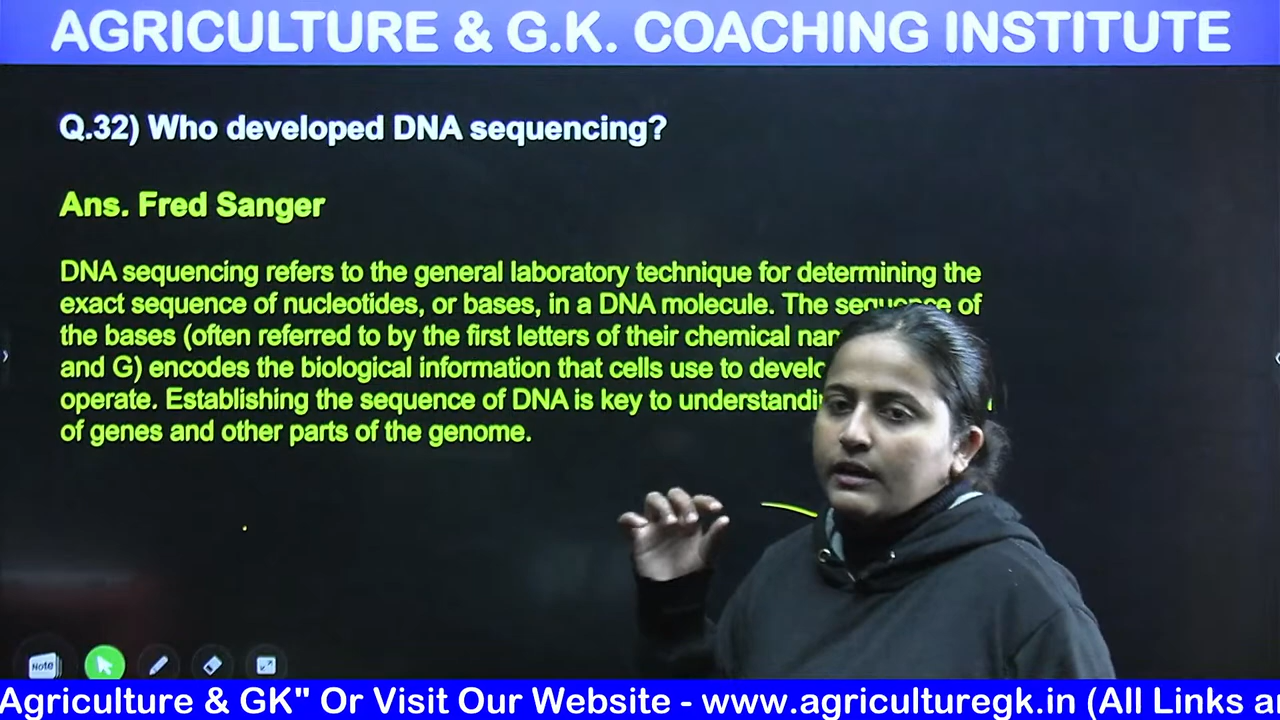 AGRICULTURE & G.K. COACHING INSTITUTE
Q.32) Who developed DNA sequencing?
Ans. Fred Sanger
DNA sequencing refers to the general laboratory technique for determining the
exact sequence of nucleotides, or bases, in a DNA molecule. The sequence of
the bases (often referred to by the first letters of their chemical
and G) encodes the biological information that cells use to
operate. Establishing the sequence of DNA is key to
of genes and other parts of the genome.
Note
Agriculture & GK" Or Visit Our Website - www.agriculturegk.in (All Links